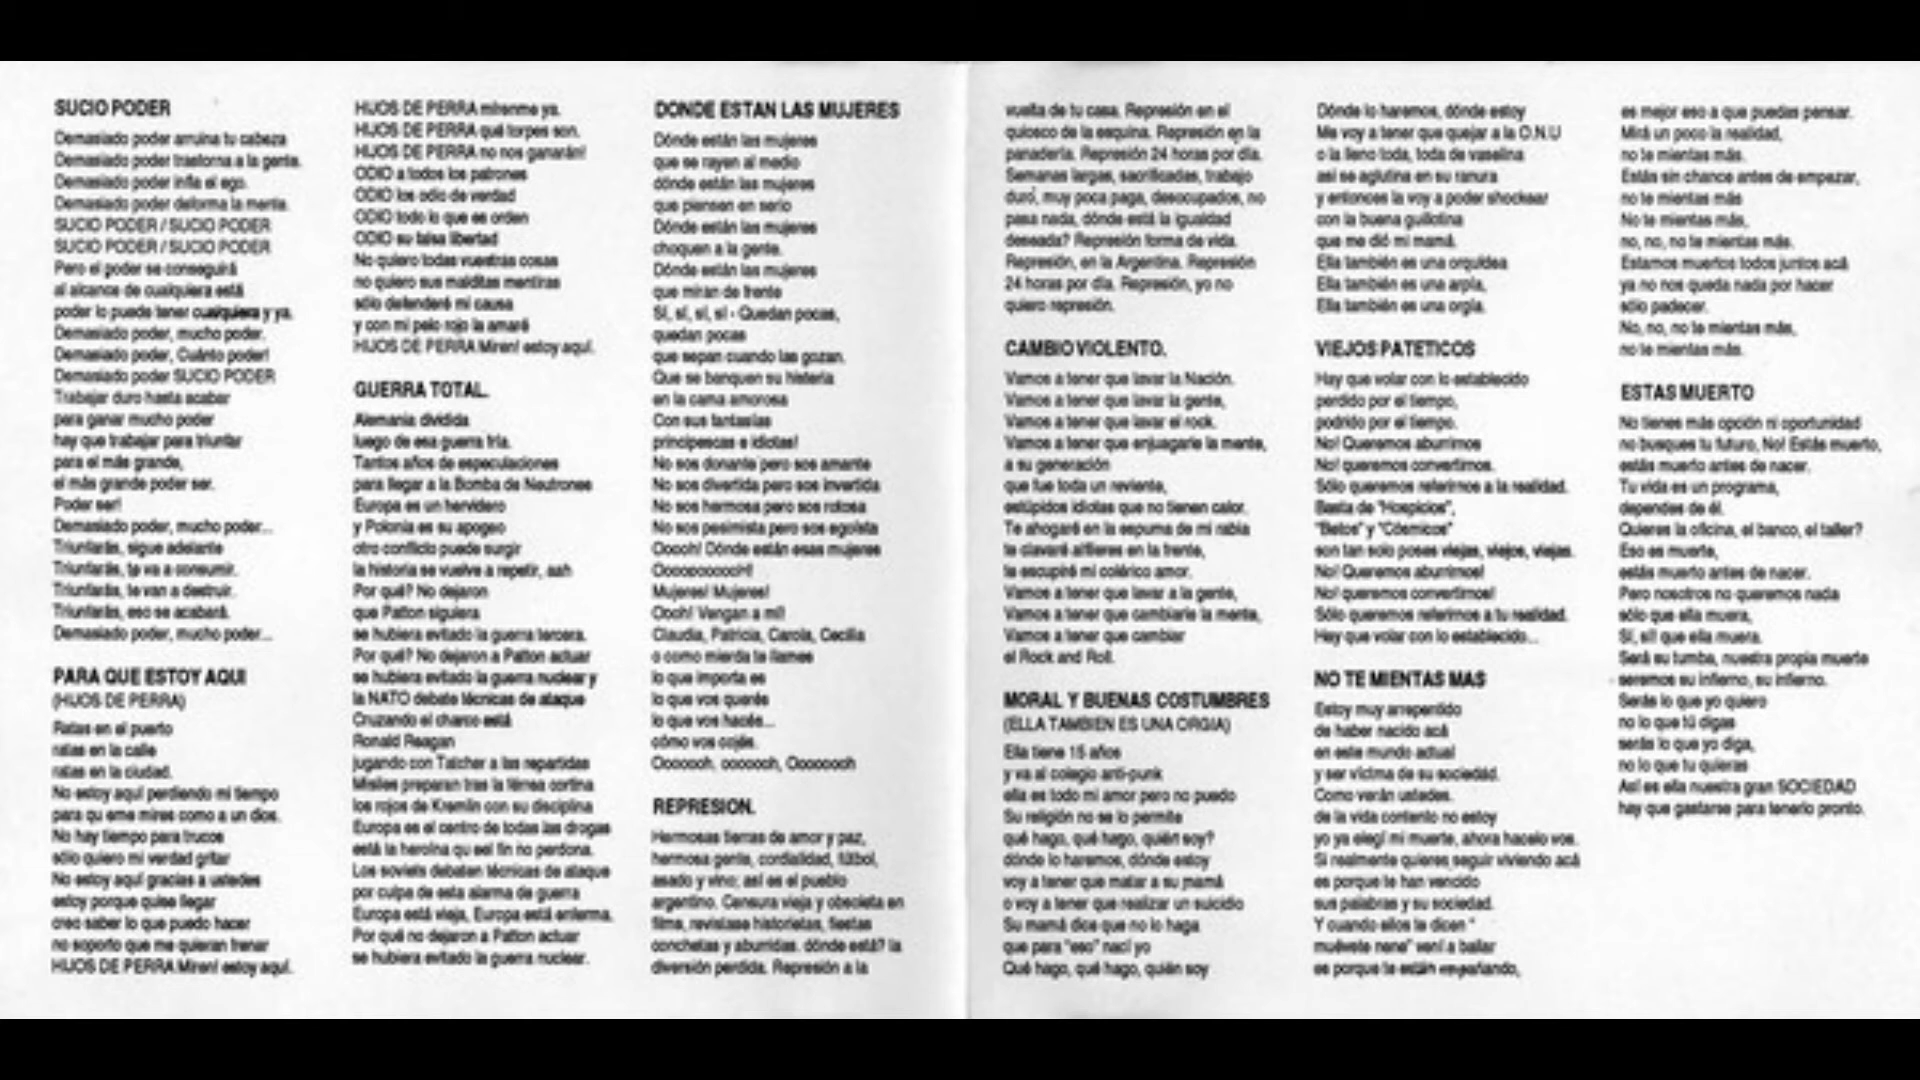 SUCIO PODER
Demasiado poder arruina tu cabeza
Demasiado poder trastorna a la gente.
Demasiado poder infla el ego.
Demasiado poder deforma la mente.
SUCIO PODER / SUCIO PODER
SUCIO PODER / SUCIO PODER
Pero el poder se conseguirá
al alcance de cualquiera está
poder lo puede tener cualquiera y ya.
Demasiado poder, mucho poder.
Demasiado poder, Cuánto poder!
Demasiado poder SUCIO PODER
Trabajar duro hasta acabar
para ganar mucho poder
hay que trabajar para triunfar
para el más grande,
el más grande poder ser.
Poder ser!
Demasiado poder, mucho poder...
Triunfarás, sigue adelante
Triunfarás, te va a consumir.
Triunfarás, te van a destruir.
Triunfarás, eso se acabará.
Demasiado poder, mucho poder...
PARA QUE ESTOY AQUI
(HIJOS DE PERRA)
Ratas en el puerto
ratas en la calle
ratas en la ciudad.
No estoy aquí perdiendo mi tiempo
para qu eme mires como a un dios.
No hay tiempo para trucos
sólo quiero mi verdad gritar
No estoy aquí gracias a ustedes
estoy porque quise llegar
creo saber lo que puedo hacer
no soporto que me quieran frenar
HIJOS DE PERRA Miren! estoy aquí.
HIJOS DE PERRA mírenme ya.
HIJOS DE PERRA qué torpes son.
HIJOS DE PERRA no nos ganarán!
ODIO a todos los patrones
ODIO los odio de verdad
ODIO todo lo que es orden
ODIO su falsa libertad
No quiero todas vuestras cosas
no quiero sus malditas mentiras
sólo defenderé mi causa
y con mi pelo rojo la amaré
HIJOS DE PERRA Miren! estoy aquí.
GUERRA TOTAL.
Alemania dividida
luego de esa guerra fría.
Tantos años de especulaciones
para llegar a la Bomba de Neutrones
Europa es un hervidero
y Polonia es su apogeo
otro conflicto puede surgir
la historia se vuelve a repetir, aah
Por qué? No dejaron
que Patton siguiera
se hubiera evitado la guerra tercera.
Por qué? No dejaron a Patton actuar
se hubiera evitado la guerra nuclear y
la NATO debate técnicas de ataque
Cruzando el charco está
Ronald Reagan
jugando con Tatcher a las repartidas
Misiles preparan tras la férrea cortina
los rojos de Kremlin con su disciplina
Europa es el centro de todas las drogas
está la heroína qu eel fin no perdona.
Los soviets debaten técnicas de ataque
por culpa de esta alarma de guerra
Europa está vieja, Europa está enferma.
Por qué no dejaron a Patton actuar
se hubiera evitado la guerra nuclear.
DONDE ESTAN LAS MUJERES
Dónde están las mujeres
que se rayen al medio
dónde están las mujeres
que piensen en serio
Dónde están las mujeres
choquen a la gente.
Dónde están las mujeres
que miran de frente
Sí, sí, sí, sí - Quedan pocas,
quedan pocas
que sepan cuando las gozan.
Que se banquen su histeria
en la cama amorosa
Con sus fantasías
principescas e idiotas!
No sos donante pero sos amante
No sos divertida pero sos invertida
No sos hermosa pero sos rotosa
No sos pesimista pero sos egoísta
Ooooh! Dónde están esas mujeres
OoooooooooH!
Mujeres! Mujeres!
Oooh! Vengan a mí!
Claudia, Patricia, Carola, Cecilia
o como mierda te llames
lo que importa es
lo que vos querés
lo que vos hacés...
cómo vos cojés.
Ooooooh, ooooooh, Oooooooh
REPRESION.
Hermosas tierras de amor y paz,
hermosa gente, cordialidad, fútbol,
asado y vino; así es el pueblo
argentino. Censura vieja y obsoleta en
films, revistase historietas, fiestas
conchetas y aburridas. dónde está? la
diversión perdida. Represión a la
vuelta de tu casa. Represión en el
quiosco de la esquina. Represión en la
panadería. Represión 24 horas por día.
Semanas largas, sacrificadas, trabajo
duro, muy poca paga, desocupados, no
pasa nada, dónde está la igualdad
deseada? Represión forma de vida.
Represión, en la Argentina. Represión
24 horas por día. Represión, yo no
quiero represión.
CAMBIO VIOLENTO.
Vamos a tener que lavar la Nación.
Vamos a tener que lavar la gente,
Vamos a tener que lavar el rock.
Vamos a tener que enjuagarle la mente,
a su generación
que fue toda un reviente,
estúpidos idiotas que no tienen calor.
Te ahogaré en la espuma de mi rabia
te clavaré alfileres en la frente,
te escupiré mi colérico amor.
Vamos a tener que lavar a la gente,
Vamos a tener que cambiarle la mente,
Vamos a tener que cambiar
el Rock and Roll.
MORAL Y BUENAS COSTUMBRES
(ELLA TAMBIEN ES UNA ORGIA)
Ella tiene 15 años
y va al colegio anti-punk
ella es todo mi amor pero no puedo
Su religión no se lo permite
qué hago, qué hago, quién soy?
dónde lo haremos, dónde estoy
voy a tener que matar a su mamá
o voy a tener que realizar un suicidio
Su mamá dice que no lo haga
que para "eso" nací yo
Qué hago, qué hago, quién soy
Dónde lo haremos, dónde estoy
Me voy a tener que quejar a la O.N.U
o la lleno toda, toda de vaselina
así se aglutina en su ranura
y entonces la voy a poder shockear
con la buena guillotina
que me dió mi mamá.
Ella también es una orquídea
Ella también es una arpía,
Ella también es una orgía.
VIEJOS PATETICOS
Hay que volar con lo establecido
perdido por el tiempo,
podrido por el tiempo.
No! Queremos aburrirnos
No! queremos convertirnos.
Sólo queremos referirnos a la realidad.
Basta de "Hospicios",
"Beios" y "Cósmicos"
son tan solo poses viejas, viejos, viejas.
No! Queremos aburrirnos!
No! queremos convertirnos!
Sólo queremos referirnos a tu realidad.
Hay que volar con lo establecido...
NO TE MIENTAS MAS
Estoy muy arrepentido
de haber nacido acá
en este mundo actual
y ser víctima de su sociedad.
Como verán ustedes.
de la vida contento no estoy
yo ya elegí mi muerte, ahora hacelo vos.
Si realmente quieres seguir viviendo acá
es porque te han vencido
sus palabras y su sociedad.
Y cuando ellos te dicen "
muévete nene" vení a bailar
es porque te están engañando,
es mejor eso a que puedas pensar.
Mirá un poco la realidad,
no te mientas más.
Estás sin chance antes de empezar,
no te mientas más
No te mientas más,
no, no, no te mientas más.
Estamos muertos todos juntos acá
ya no nos queda nada por hacer
sólo padecer.
No, no, no te mientas más,
no te mientas más.
ESTAS MUERTO
No tienes más opción ni oportunidad
no busques tu futuro, No! Estás muerto,
estás muerto antes de nacer.
Tu vida es un programa,
dependes de él.
Quieres la oficina, el banco, el taller?
Eso es muerte,
estás muerto antes de nacer.
Pero nosotros no queremos nada
sólo que ella muera,
Sí, sí! que ella muera.
Será su tumba, nuestra propia muerte
seremos su infierno, su infierno.
Serás lo que yo quiero
no lo que tú digas
serás lo que yo diga,
no lo que tu quieras
Así es ella nuestra gran SOCIEDAD
hay que gastarse para tenerlo pronto.